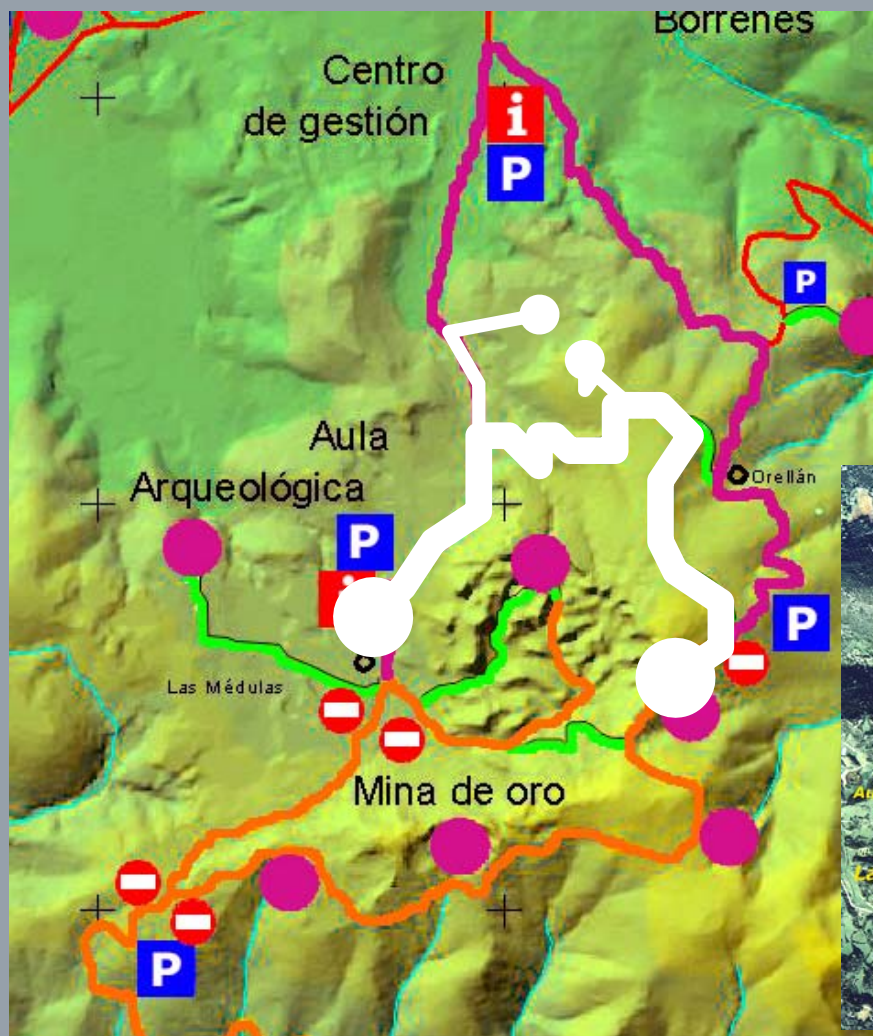 Borrenes
Centro
de gestión
i
P
P
Aula
Arqueológica
Orellán
P
P
Las Médulas
Mina de oro
P